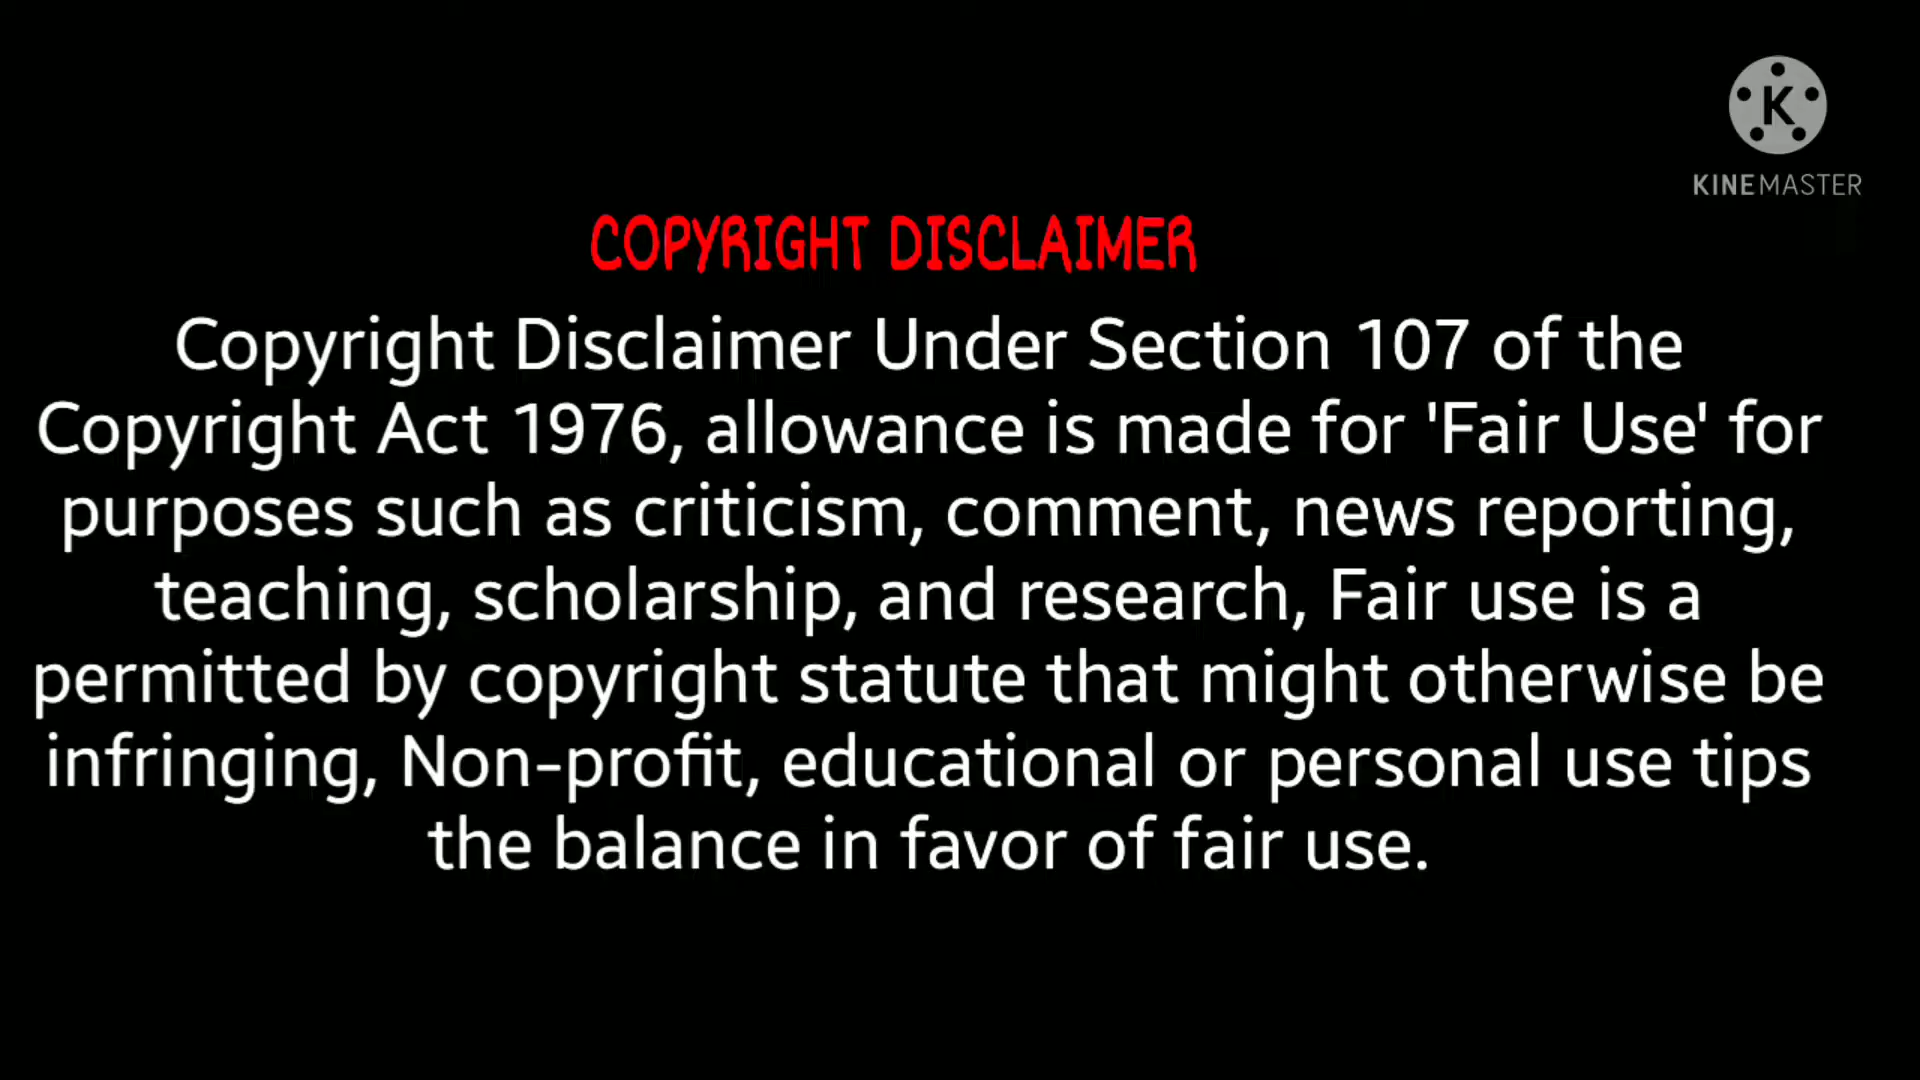 K
KINEMASTER
COPYRIGHT DISCLAIMER
Copyright Disclaimer Under Section 107 of the
Copyright Act 1976, allowance is made for 'Fair Use' for
purposes such as criticism, comment, news reporting,
teaching, scholarship, and research, Fair use is a
permitted by copyright statute that might otherwise be
infringing, Non-profit, educational or personal use tips
the balance in favor of fair use.